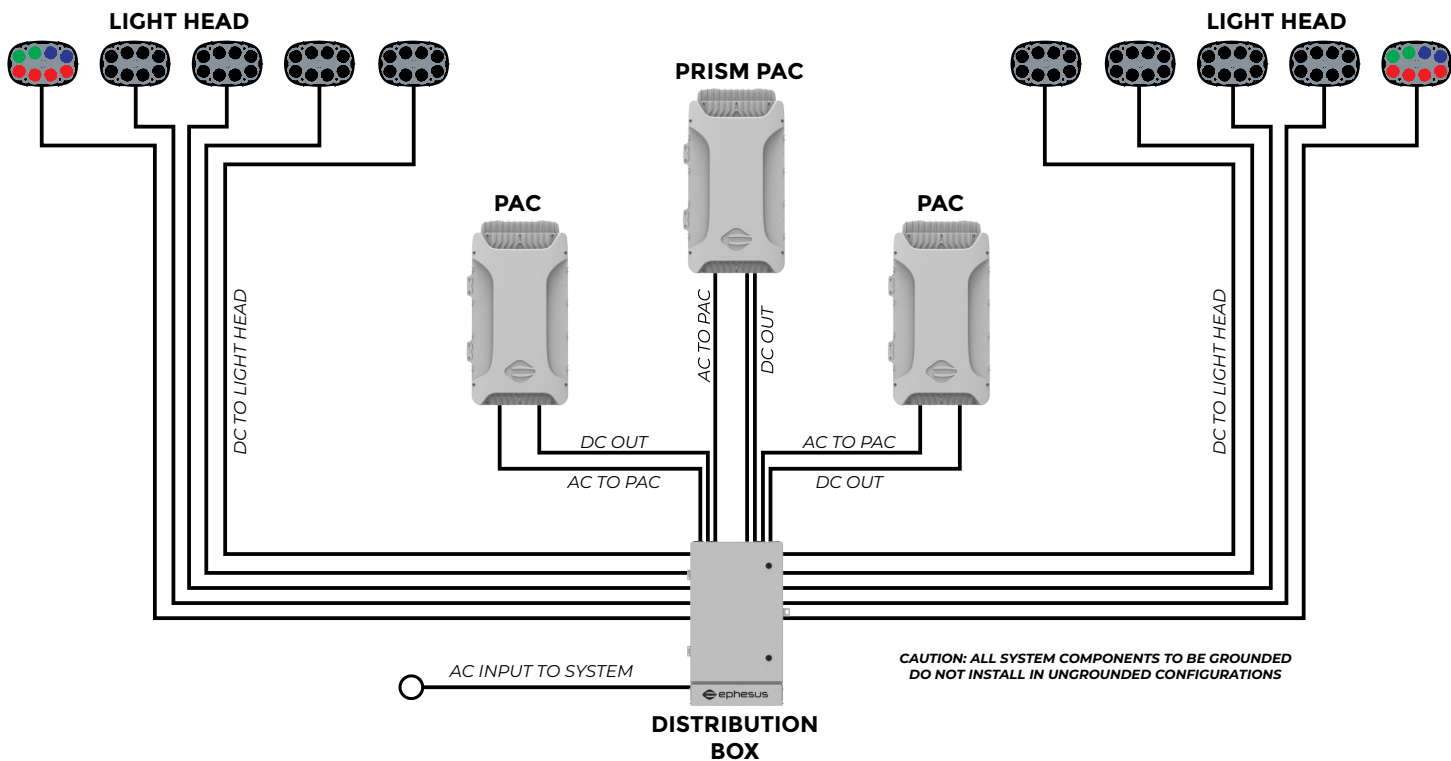 LIGHT HEAD
LIGHT HEAD
PRISM PAC
PAC
PAC
DC TO LIGHT HEAD
AC TO PAC
DC OUT
DC TO LIGHT HEAD
DC OUT
AC TO PAC
AC TO PAC
DC OUT
AC INPUT TO SYSTEM
CAUTION: ALL SYSTEM COMPONENTS TO BE GROUNDED
DO NOT INSTALL IN UNGROUNDED CONFIGURATIONS
ephesus
DISTRIBUTION
BOX